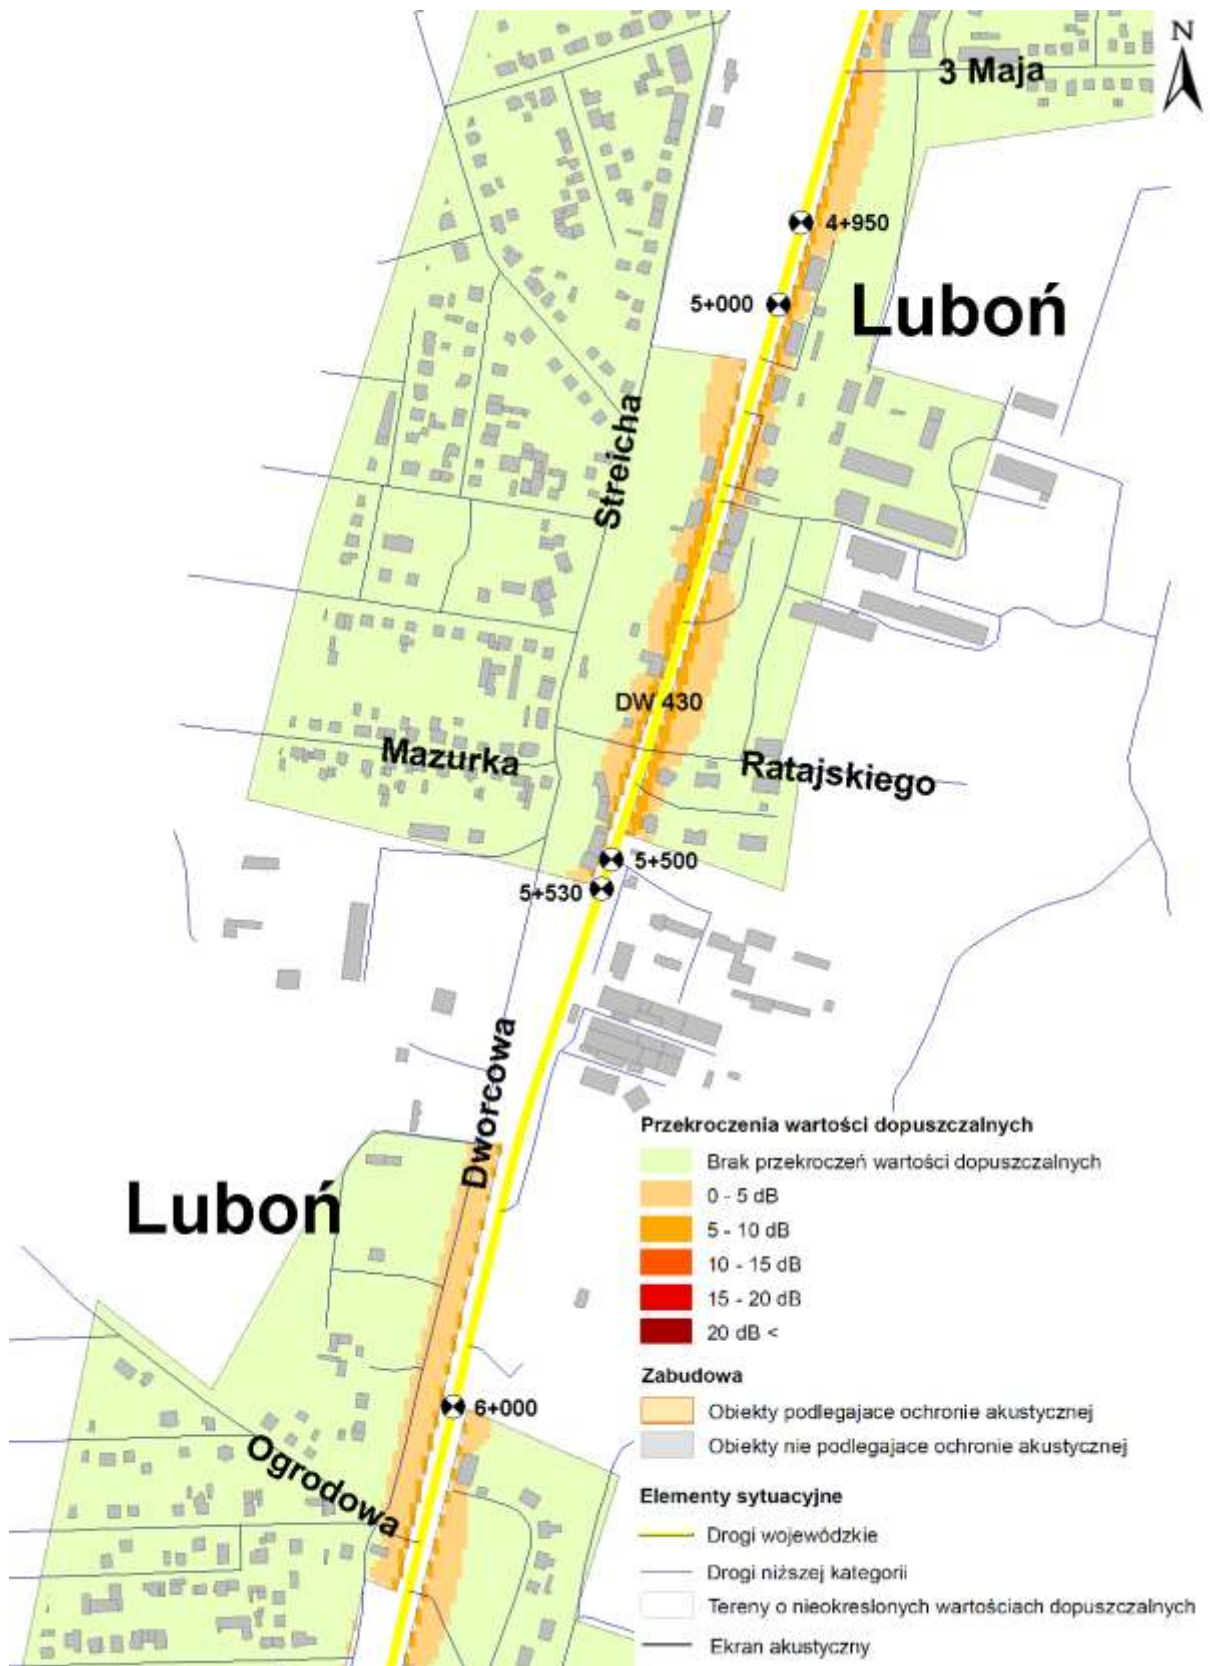 N
3 Maja
4+950
5+000
Luboń
Streicha
DW 430
Mazurka
Ratajskiego
5+500
5+530
Dworcowa
Luboń
6+000
Ogrodowa
Przekroczenia wartości dopuszczalnych
Brak przekroczeń wartości dopuszczalnych
0 - 5 dB
5 - 10 dB
10 - 15 dB
15 - 20 dB
20 dB <
Zabudowa
Obiekty podlegajace ochronie akustycznej
Obiekty nie podlegajace ochronie akustycznej
Elementy sytuacyjne
Drogi wojewódzkie
Drogi niższej kategorii
Tereny o nieokreslonych wartościach dopuszczalnych
Ekran akustyczny